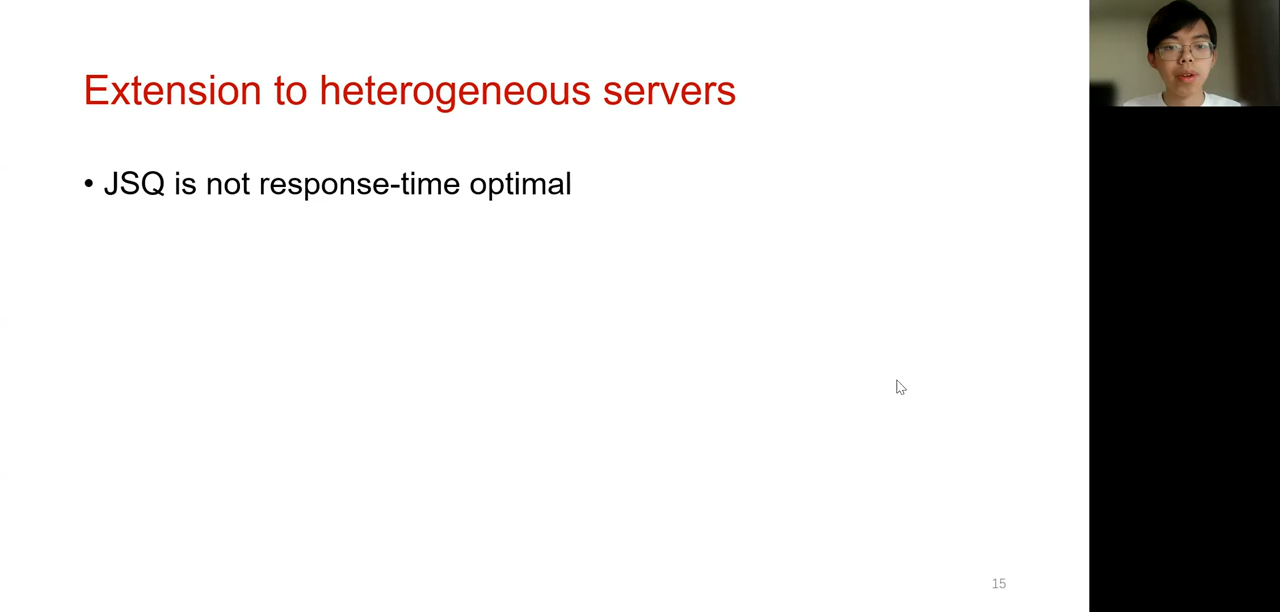 Extension to heterogeneous servers
• JSQ is not response-time optimal
15